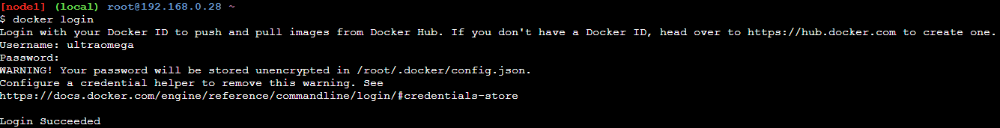 [node1] (local) root@192.168.0.28 ~
$ docker login
Login with your Docker ID to push and pull images from Docker Hub. If you don't have a Docker ID, head over to https://hub.docker.com to create one.
Username: ultraomega
Password:
WARNING! Your password will be stored unencrypted in /root/.docker/config.json.
Configure a credential helper to remove this warning. See
https://docs.docker.com/engine/reference/commandline/login/#credentials-store
Login Succeeded